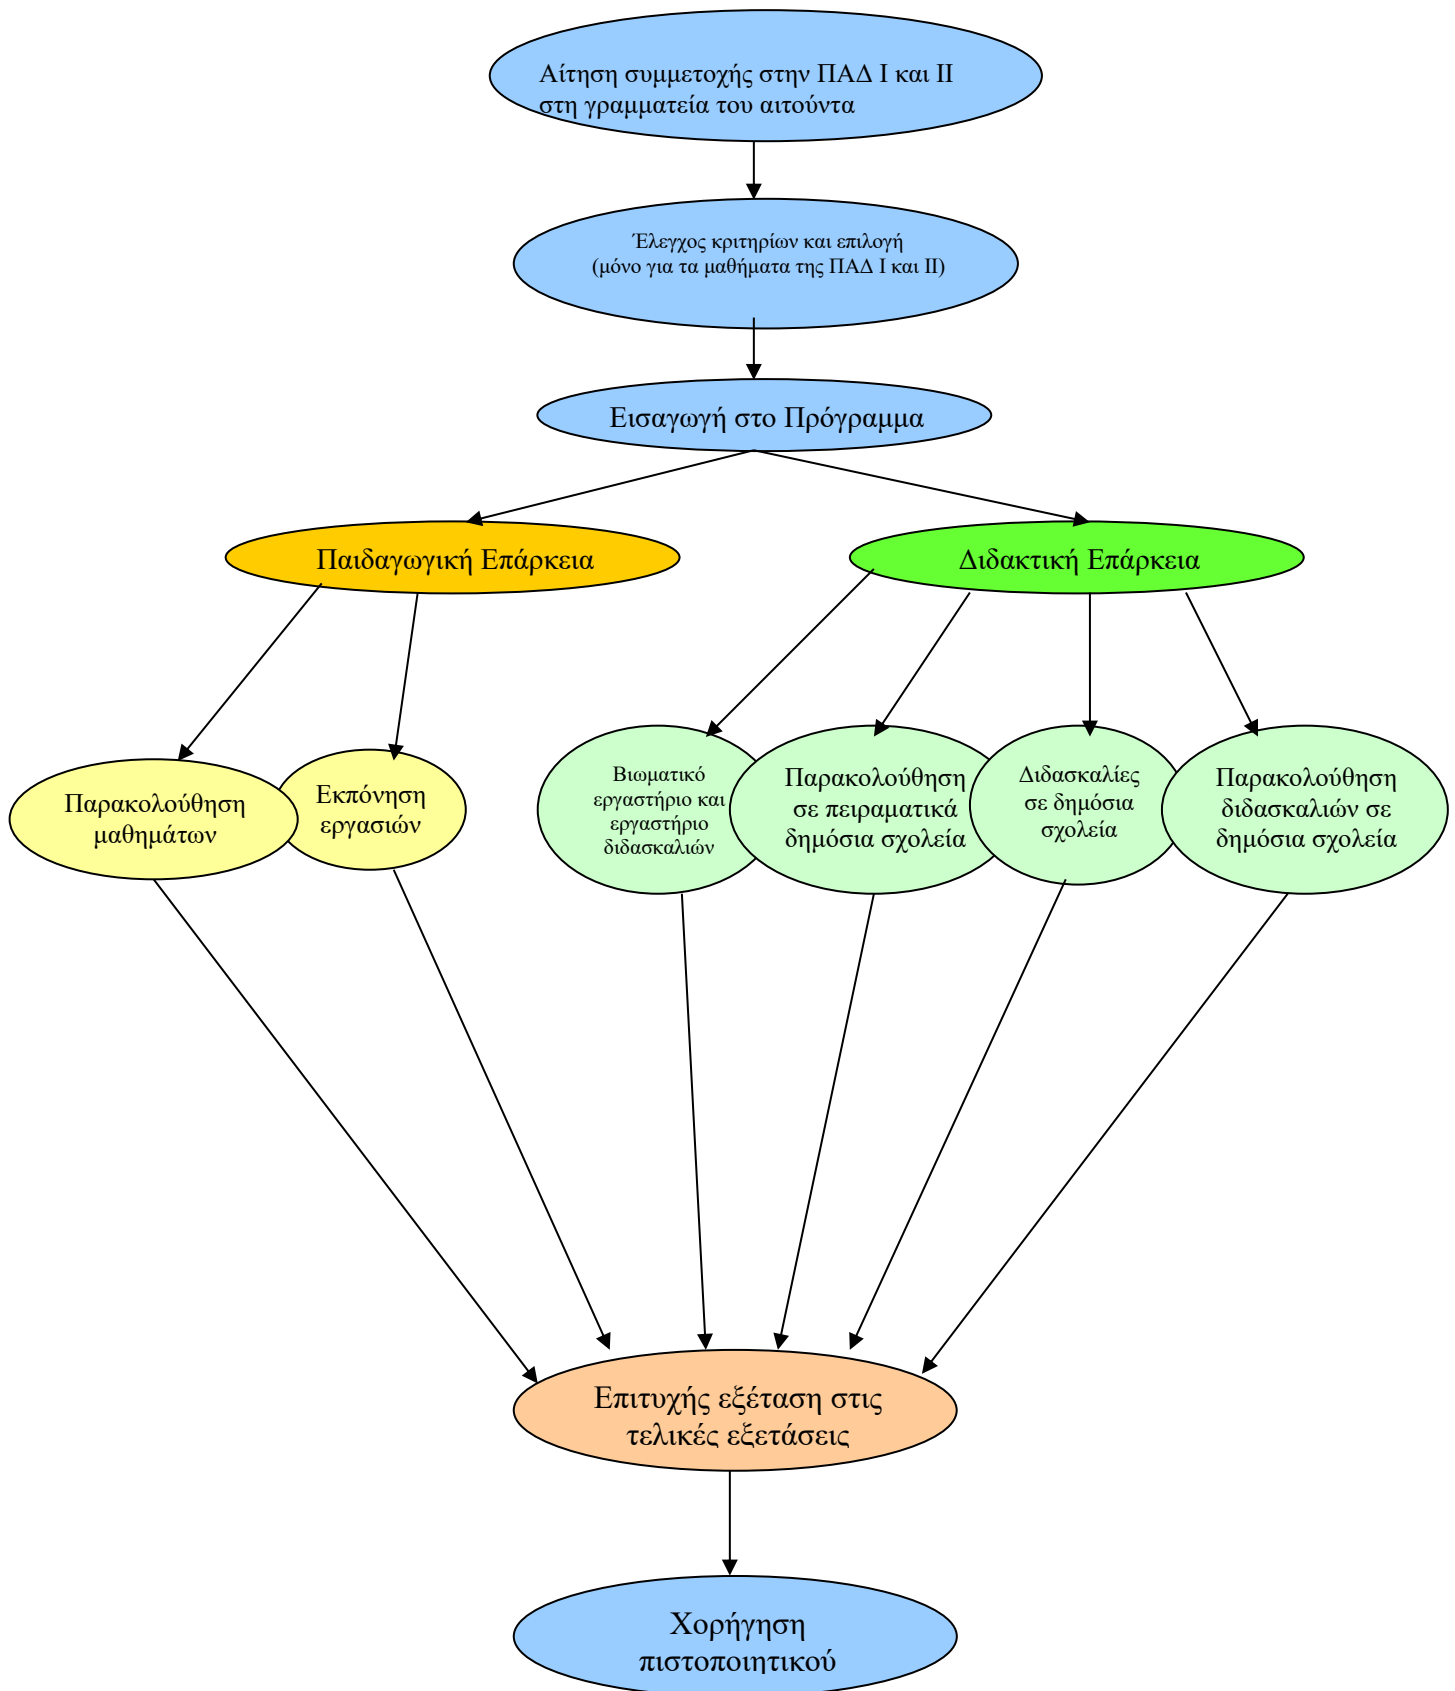 Αίτηση συμμετοχής στην ΠΑΔ Ι και ΙΙ
στη γραμματεία του αιτούντα
Έλεγχος κριτηρίων και επιλογή
(μόνο για τα μαθήματα της ΠΑΔ Ι και ΙΙ)
Εισαγωγή στο Πρόγραμμα
Παιδαγωγική Επάρκεια
Διδακτική Επάρκεια
Παρακολούθηση
μαθημάτων
Εκπόνηση
εργασιών
Βιωματικό
εργαστήριο και
εργαστήριο
διδασκαλιών
Παρακολούθηση
σε πειραματικά
δημόσια σχολεία
Διδασκαλίες
σε δημόσια
σχολεία
Παρακολούθηση
διδασκαλιών σε
δημόσια σχολεία
Επιτυχής εξέταση στις
τελικές εξετάσεις
Χορήγηση
πιστοποιητικού